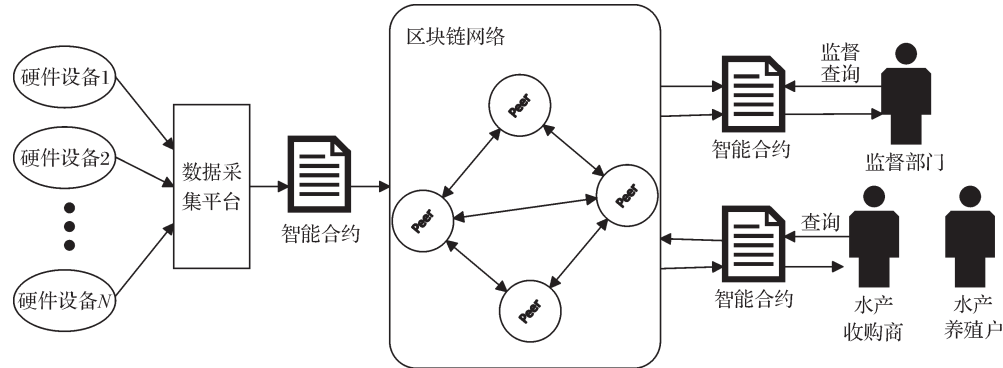 硬件设备1
硬件设备2
硬件设备N
数据采
集平台
智能合约
区块链网络
Peer
Peer
Peer
Peer
智能合约
监督
查询
监督部门
智能合约
查询
水产
收购商
水产
养殖户